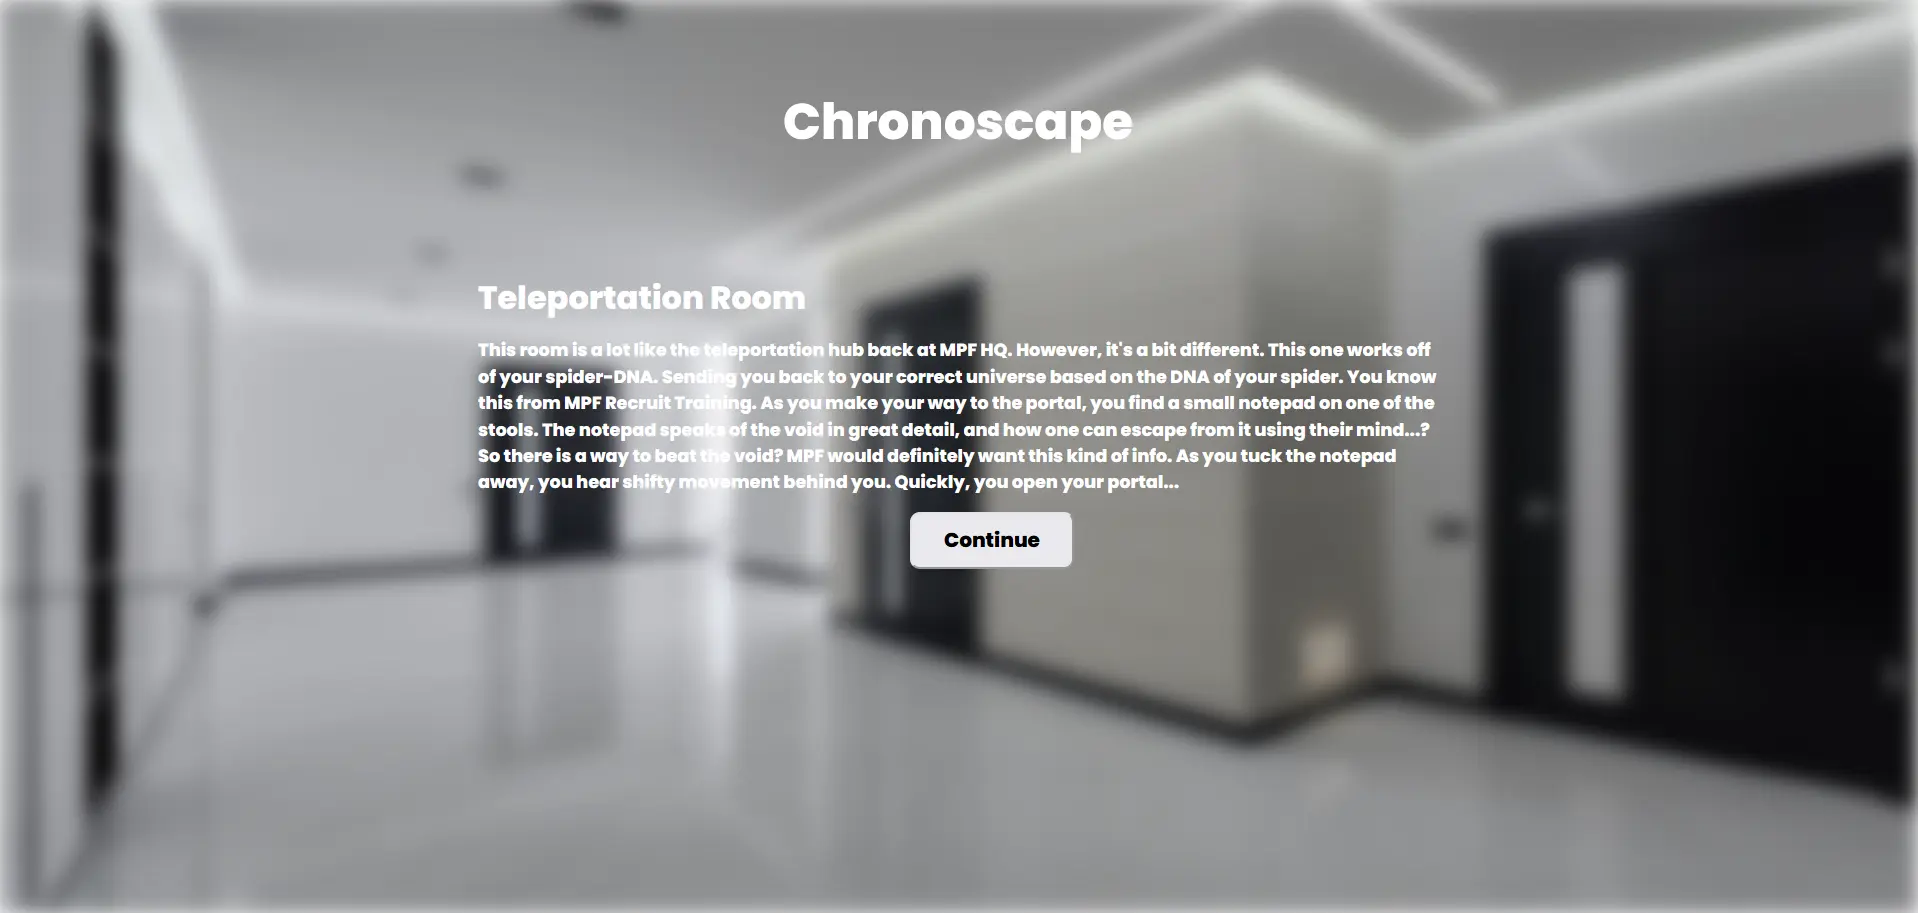 Chronoscape
Teleportation Room
This room is a lot like the teleportation hub back at MPF HQ. However, it's a bit different. This one works off
of your spider-DNA. Sending you back to your correct universe based on the DNA of your spider. You know
this from MPF Recruit Training. As you make your way to the portal, you find a small notepad on one of the
stools. The notepad speaks of the void in great detail, and how one can escape from it using their mind...?
So there is a way to beat the void? MPF would definitely want this kind of info. As you tuck the notepad
away, you hear shifty movement behind you. Quickly, you open your portal...
Continue